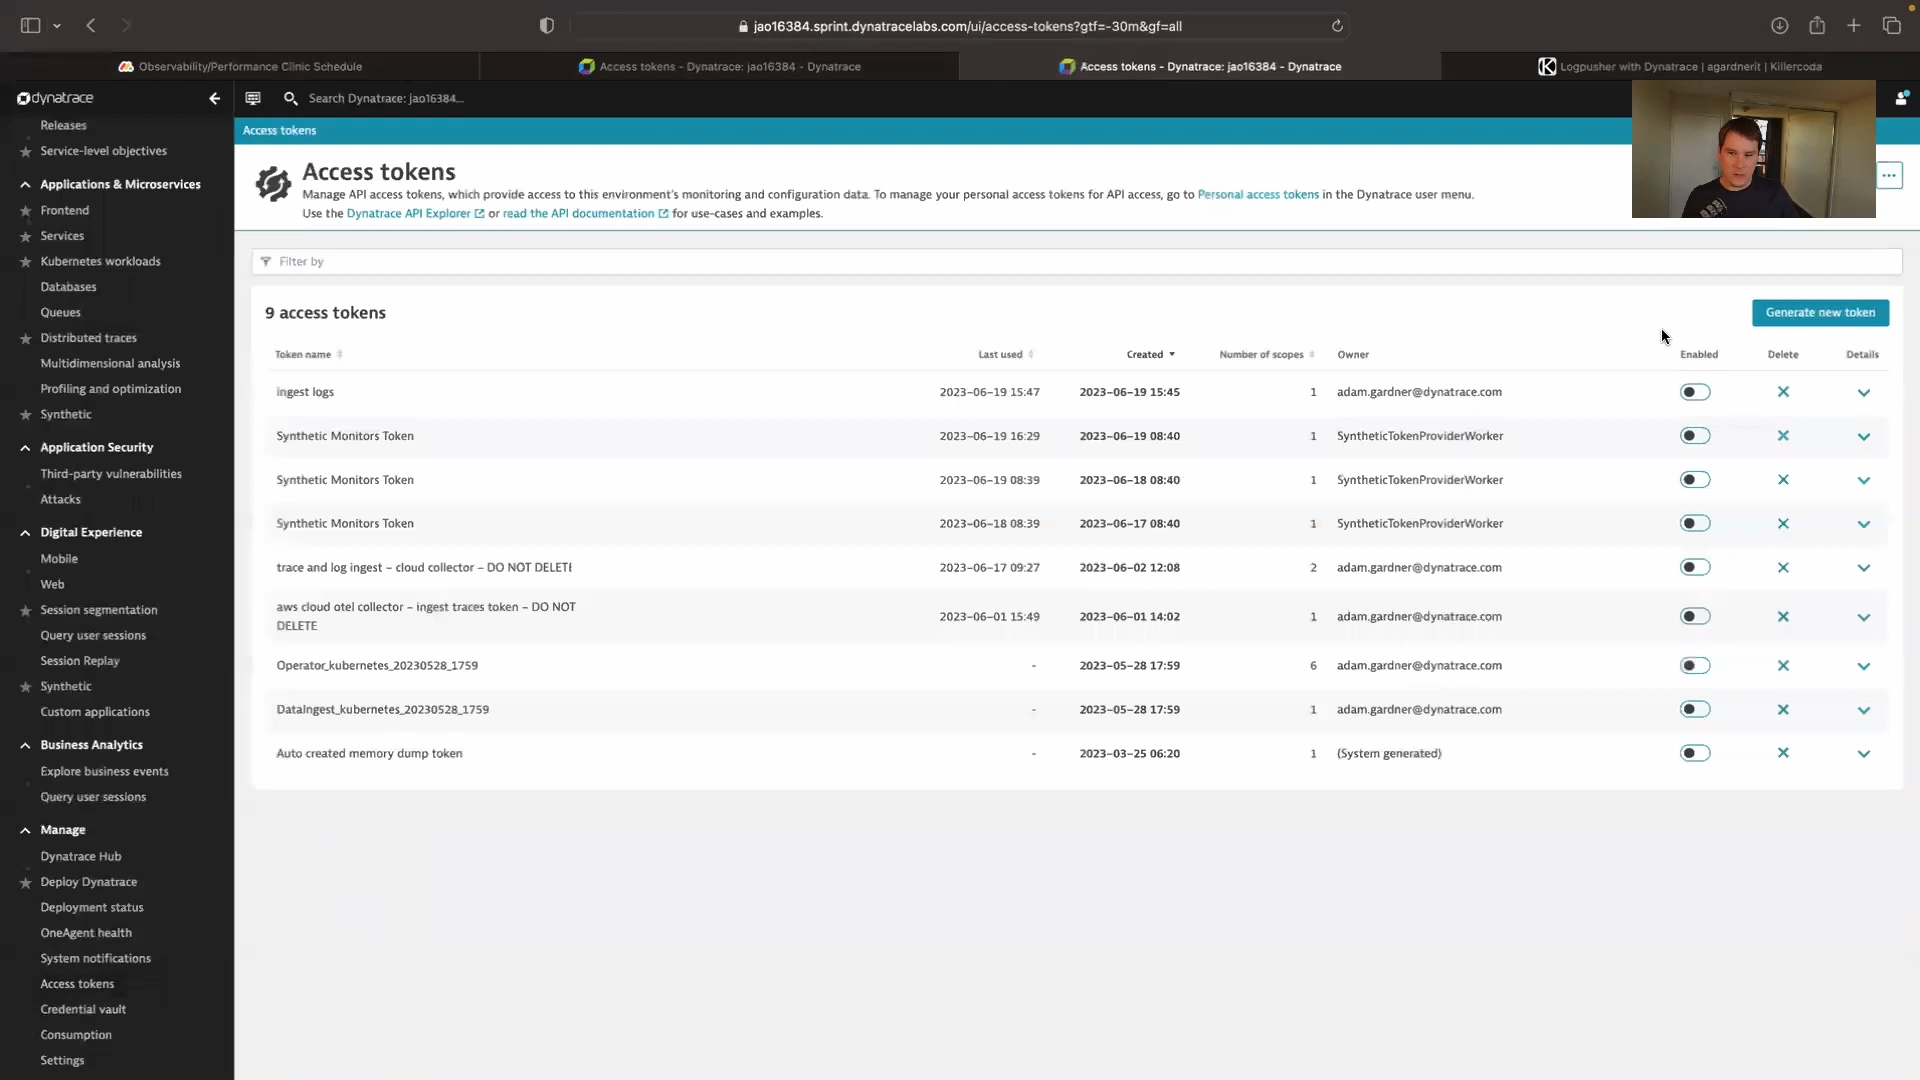 jao16384.sprint.dynatracelabs.com/ui/access-tokens?gtf=-30m&gf=all
Observability/Performance Clinic Schedule
Access tokens - Dynatrace: jao16384 - Dynatrace
Access tokens - Dynatrace: jao16384 - Dynatrace
Logpusher with Dynatrace | agardnerit | Killercoda
dynatrace
Search Dynatrace: jao16384...
Releases
Service-level objectives
Applications & Microservices
Frontend
Services
Kubernetes workloads
Databases
Queues
Distributed traces
Multidimensional analysis
Profiling and optimization
Synthetic
Application Security
Third-party vulnerabilities
Attacks
Digital Experience
Mobile
Web
Session segmentation
Query user sessions
Session Replay
Synthetic
Custom applications
Business Analytics
Explore business events
Query user sessions
Manage
Dynatrace Hub
Deploy Dynatrace
Deployment status
OneAgent health
System notifications
Access tokens
Credential vault
Consumption
Settings
Access tokens
Access tokens
Manage API access tokens, which provide access to this environment's monitoring and configuration data. To manage your personal access tokens for API access, go to Personal access tokens in the Dynatrace user menu.
Use the Dynatrace API Explorer or read the API documentation for use-cases and examples.
Filter by
9 access tokens
Generate new token
Token name Last used Created Number of scopes Owner Enabled Delete Details
ingest logs 2023-06-19 15:47 2023-06-19 15:45 1 adam.gardner@dynatrace.com
Synthetic Monitors Token 2023-06-19 16:29 2023-06-19 08:40 1 SyntheticTokenProviderWorker
Synthetic Monitors Token 2023-06-19 08:39 2023-06-18 08:40 1 SyntheticTokenProviderWorker
Synthetic Monitors Token 2023-06-18 08:39 2023-06-17 08:40 1 SyntheticTokenProviderWorker
trace and log ingest – cloud collector – DO NOT DELETE 2023-06-17 09:27 2023-06-02 12:08 2 adam.gardner@dynatrace.com
aws cloud otel collector – ingest traces token – DO NOT
DELETE 2023-06-01 15:49 2023-06-01 14:02 1 adam.gardner@dynatrace.com
Operator_kubernetes_20230528_1759 - 2023-05-28 17:59 6 adam.gardner@dynatrace.com
DataIngest_kubernetes_20230528_1759 - 2023-05-28 17:59 1 adam.gardner@dynatrace.com
Auto created memory dump token - 2023-03-25 06:20 1 (System generated)